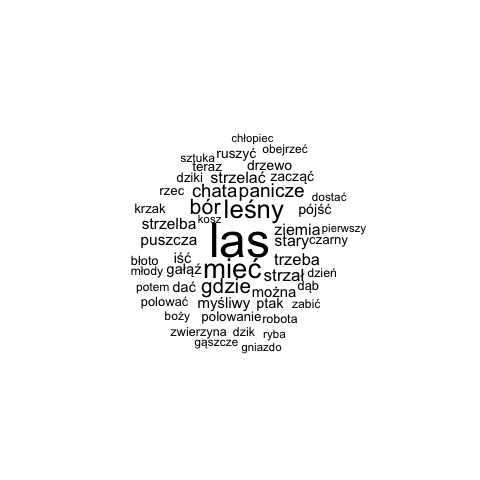 chłopiec
sztuka ruszyć obejrzeć
teraz drzewo
dziki strzelać zacząć
rzec chata panicze dostać
krzak bór leśny pójść
strzelba kosz
puszcza las ziemia pierwszy
stary czarny
błoto iść mieć trzeba
młody gałąź strzał dzień
potem dać gdzie można dąb
polować myśliwy ptak zabić
boży polowanie robota
zwierzyna dzik ryba
gąszcze gniazdo